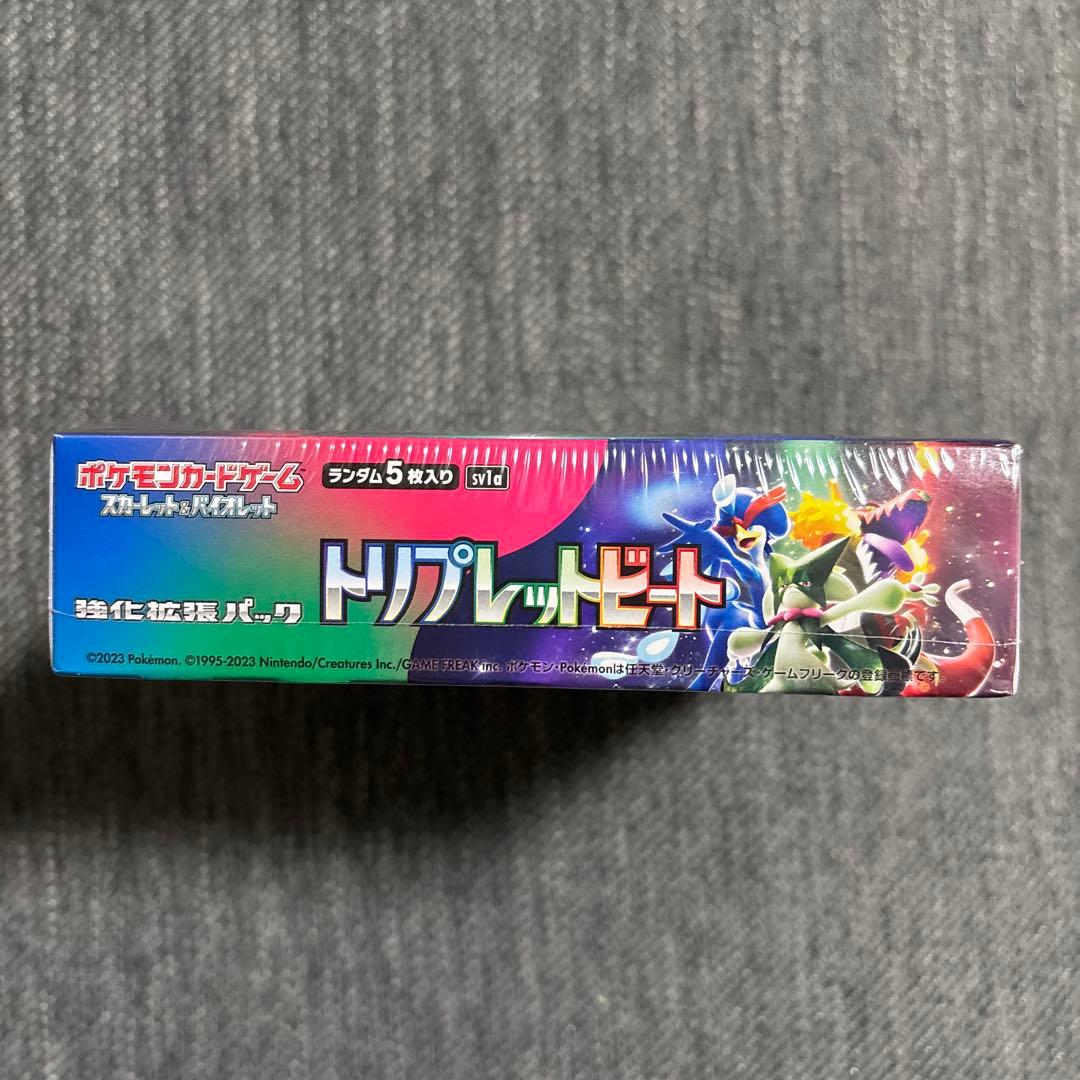 ポケモンカードゲーム
スカーレット&バイオレット
ランダム5枚入り
sv1a
強化拡張パック
トリプレットビート
©2023 Pokémon. ©1995-2023 Nintendo/Creatures Inc./GAME FREAK inc. ポケモン・Pokémonは任天堂・クリーチャーズ・ゲームフリークの登録商標です